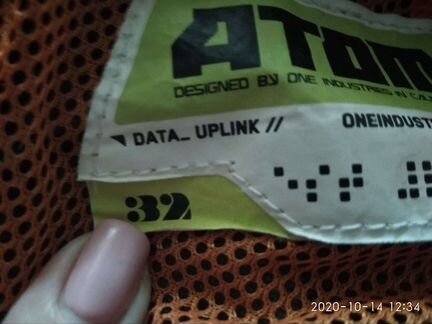 ATOM
DESIGNED BY ONE INDUSTRIES IN
DATA_ UPLINK // ONEINDUST
32
2020-10-14 12:34